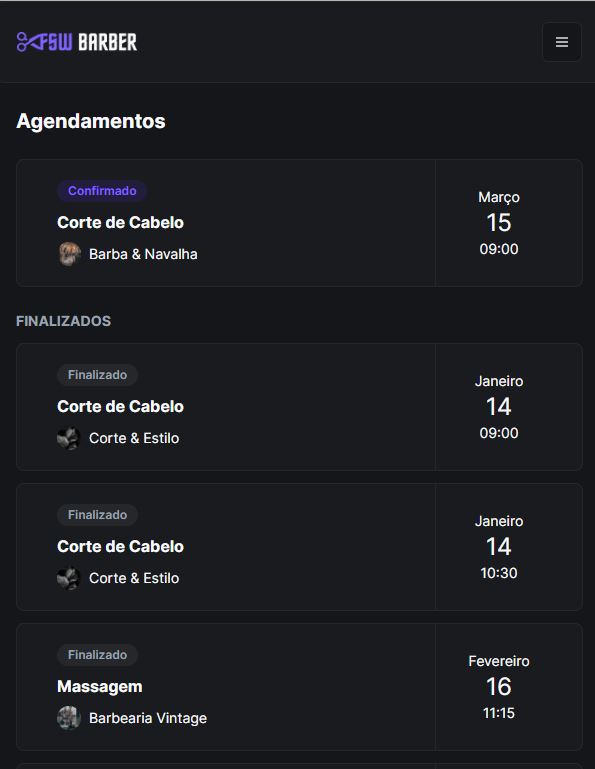 FSW BARBER
Agendamentos
Confirmado
Corte de Cabelo
Barba & Navalha
Março
15
09:00
FINALIZADOS
Finalizado
Corte de Cabelo
Corte & Estilo
Janeiro
14
09:00
Finalizado
Corte de Cabelo
Corte & Estilo
Janeiro
14
10:30
Finalizado
Massagem
Barbearia Vintage
Fevereiro
16
11:15